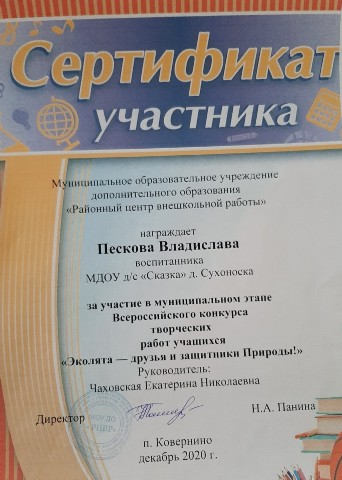 Сертификат
участника
Муниципальное образовательное учреждение
дополнительного образования
«Районный центр внешкольной работы»
награждает
Пескова Владислава
воспитанника
МДОУ д/с «Сказка» д. Сухоноска
за участие в муниципальном этапе
Всероссийского конкурса
творческих
работ учащихся
«Эколята — друзья и защитники Природы!»
Руководитель:
Чаховская Екатерина Николаевна
Директор
Н.А. Панина
п. Ковернино
декабрь 2020 г.